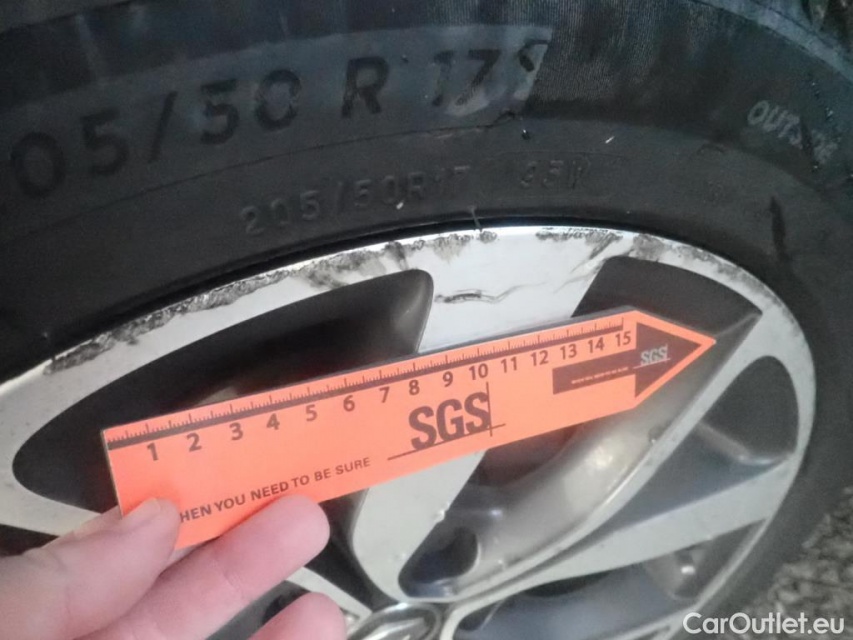 05/50 R 17
OUTSIDE
205/50R17 95W
1 2 3 4 5 6 7 8 9 10 11 12 13 14 15
SGS
SGS
HEN YOU NEED TO BE SURE
CarOutlet.eu